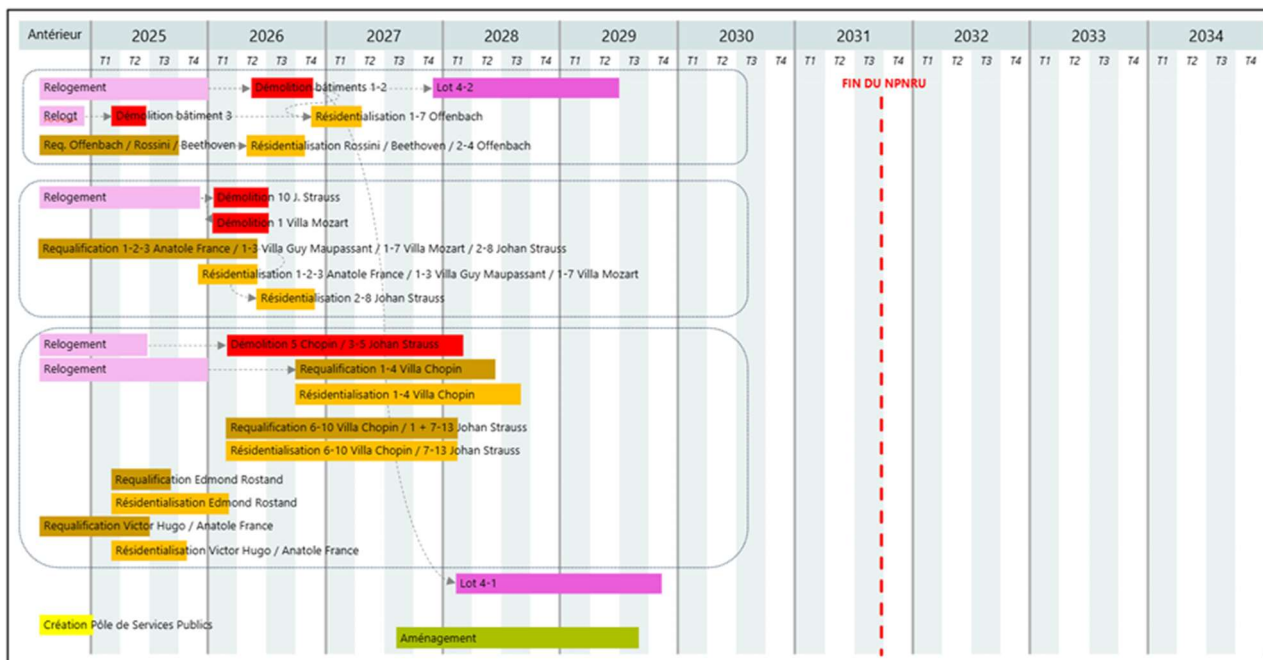 Antérieur 2025 2026 2027 2028 2029 2030 2031 2032 2033 2034
T1 T2 T3 T4 T1 T2 T3 T4 T1 T2 T3 T4 T1 T2 T3 T4 T1 T2 T3 T4 T1 T2 T3 T4 T1 T2 T3 T4 T1 T2 T3 T4 T1 T2 T3 T4 T1 T2 T3 T4
FIN DU NPNRU
Relogement Démolition bâtiments 1-2 Lot 4-2
Relogt Démolition bâtiment 3 Résidentialisation 1-7 Offenbach
Req. Offenbach / Rossini / Beethoven Résidentialisation Rossini / Beethoven / 2-4 Offenbach
Relogement Démolition 10 J. Strauss
Démolition 1 Villa Mozart
Requalification 1-2-3 Anatole France / 1-3 Villa Guy Maupassant / 1-7 Villa Mozart / 2-8 Johan Strauss
Résidentialisation 1-2-3 Anatole France / 1-3 Villa Guy Maupassant / 1-7 Villa Mozart
Résidentialisation 2-8 Johan Strauss
Relogement Démolition 5 Chopin / 3-5 Johan Strauss
Relogement Requalification 1-4 Villa Chopin
Résidentialisation 1-4 Villa Chopin
Requalification 6-10 Villa Chopin / 1 + 7-13 Johan Strauss
Résidentialisation 6-10 Villa Chopin / 7-13 Johan Strauss
Requalification Edmond Rostand
Résidentialisation Edmond Rostand
Requalification Victor Hugo / Anatole France
Résidentialisation Victor Hugo / Anatole France
Lot 4-1
Création Pôle de Services Publics
Aménagement